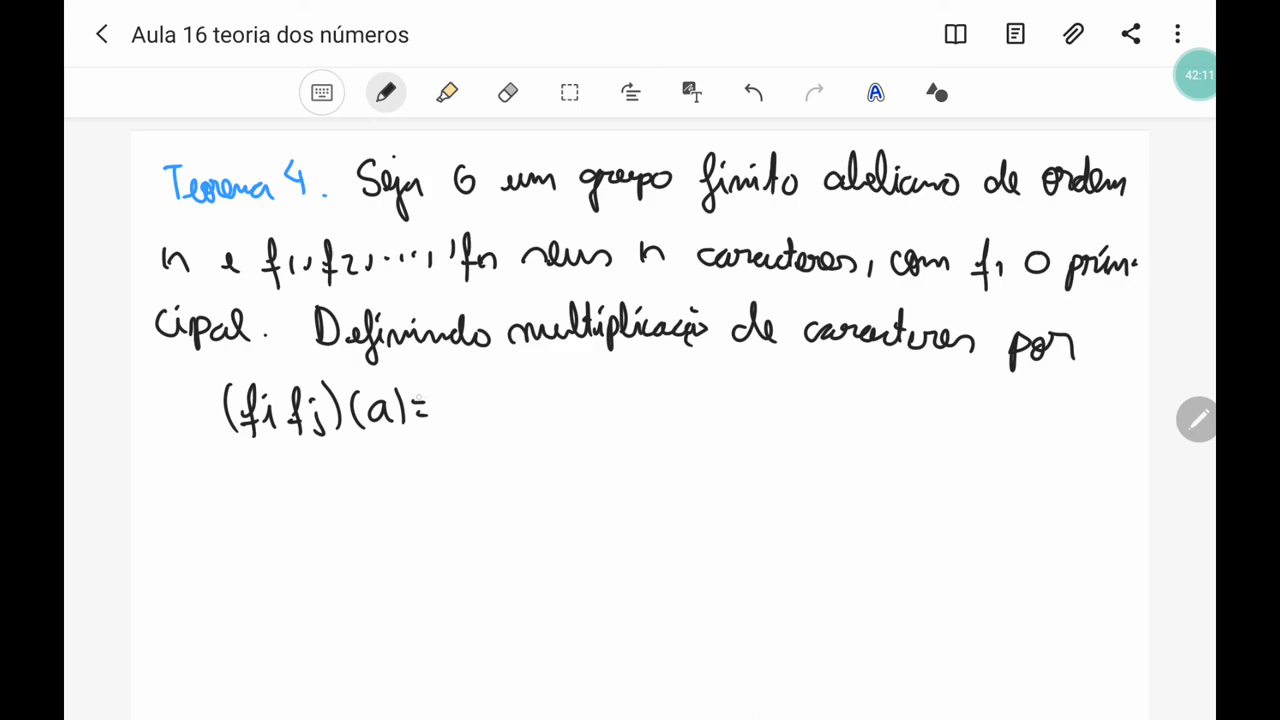 Aula 16 teoria dos números
42:11
Teorema 4. Seja G um grupo finito abeliano de ordem
n e f1, f2, ..., fn seus n caracteres, com f1 o prin-
cipal. Definindo multiplicação de caracteres por
(fi fj)(a)=